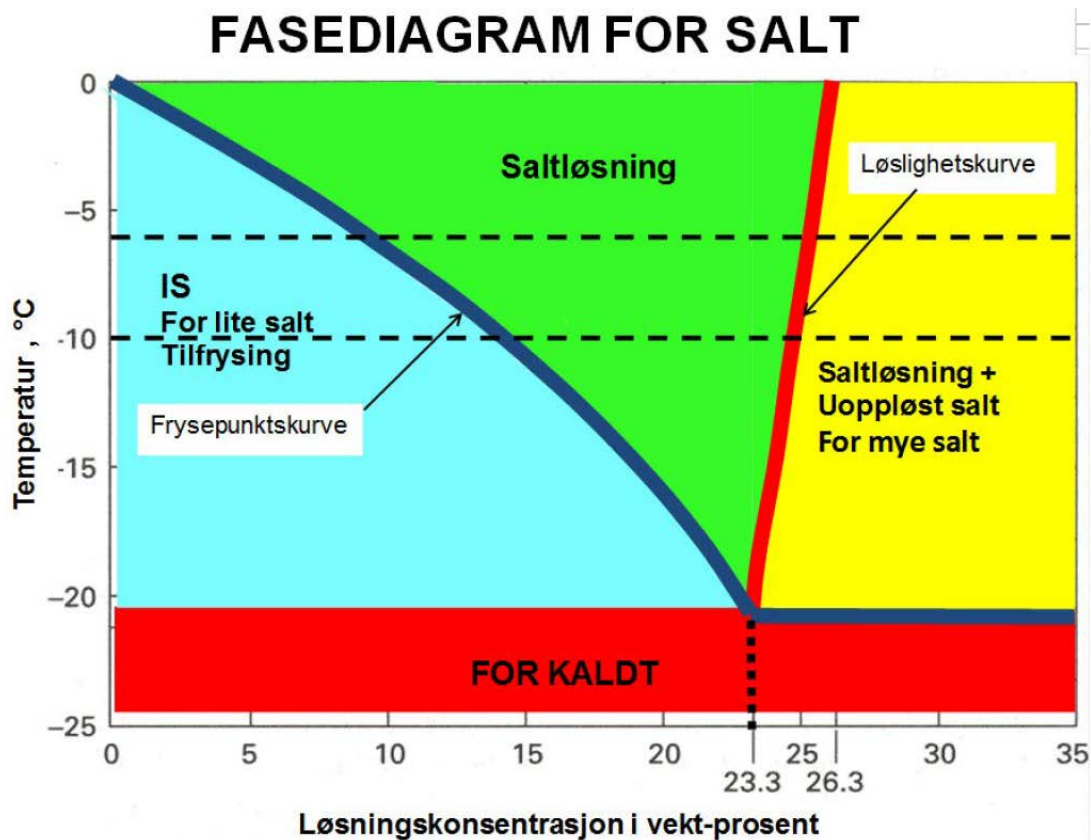 FASEDIAGRAM FOR SALT
0
–5
-10
-15
–20
–25
Temperatur , °C
Saltløsning
Løslighetskurve
IS
For lite salt
Tilfrysing
Frysepunktskurve
Saltløsning +
Uoppløst salt
For mye salt
FOR KALDT
0 5 10 15 20 25 30 35
23.3 26.3
Løsningskonsentrasjon i vekt-prosent